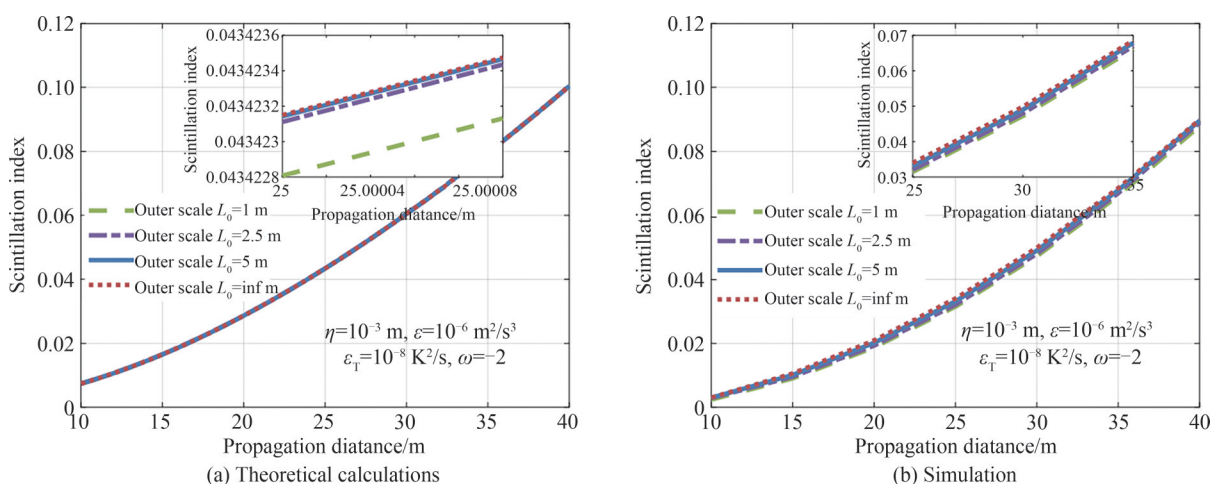 0.12
0.10
0.08
0.06
0.04
0.02
0
10
15
20
25
30
35
40
Scintillation index
Propagation diatance/m
0.0434236
0.0434234
0.0434232
0.043423
0.0434228
25
25.00004
25.00008
Scintillation index
Propagation diatance/m
Outer scale L₀=1 m
Outer scale L₀=2.5 m
Outer scale L₀=5 m
Outer scale L₀=inf m
η=10⁻³ m, ε=10⁻⁶ m²/s³
ε_T=10⁻⁸ K²/s, ω=−2
(a) Theoretical calculations
0.12
0.10
0.08
0.06
0.04
0.02
0
10
15
20
25
30
35
40
Scintillation index
Propagation diatance/m
0.07
0.06
0.05
0.04
0.03
25
30
35
Scintillation index
Propagation diatance/m
Outer scale L₀=1 m
Outer scale L₀=2.5 m
Outer scale L₀=5 m
Outer scale L₀=inf m
η=10⁻³ m, ε=10⁻⁶ m²/s³
ε_T=10⁻⁸ K²/s, ω=−2
(b) Simulation